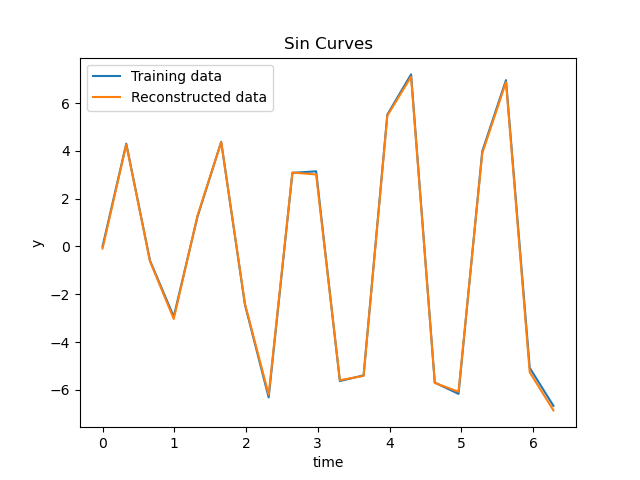 Sin Curves
Training data
Reconstructed data
6
4
2
0
−2
−4
−6
y
0 1 2 3 4 5 6
time